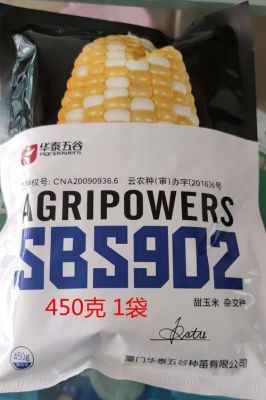 华泰五谷
Agripowers
种权号: CNA20090936.6 云农种(审)办字[2016]6号
AGRIPOWERS
SBS902
450克 1袋
甜玉米 杂交种
450g
厦门华泰五谷种苗有限公司